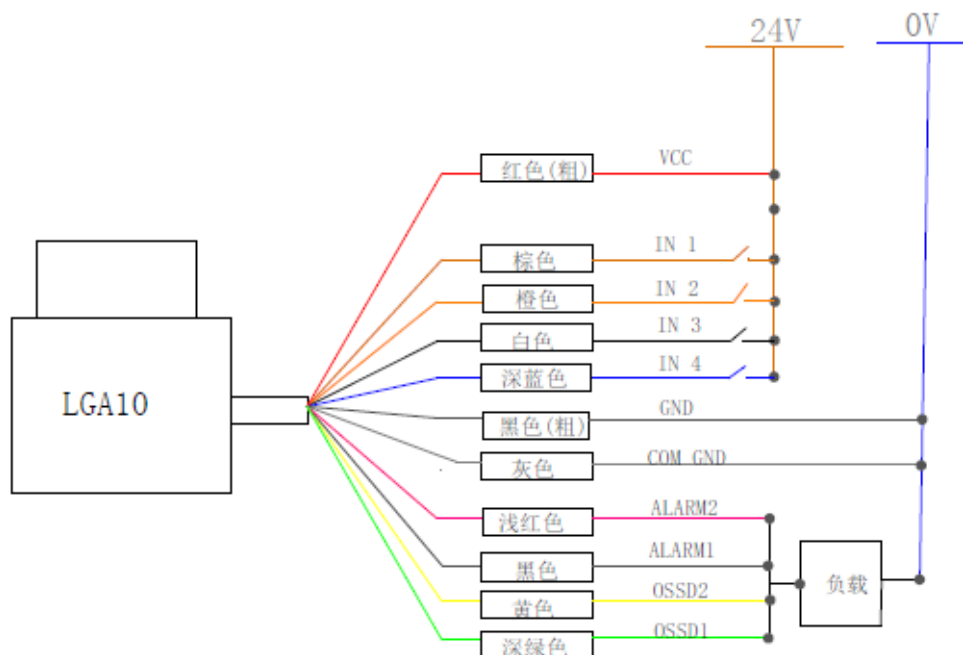 24V 0V
红色(粗) VCC
棕色 IN 1
橙色 IN 2
白色 IN 3
深蓝色 IN 4
LGA10
黑色(粗) GND
灰色 COM GND
浅红色 ALARM2
黑色 ALARM1
负载
黄色 OSSD2
深绿色 OSSD1